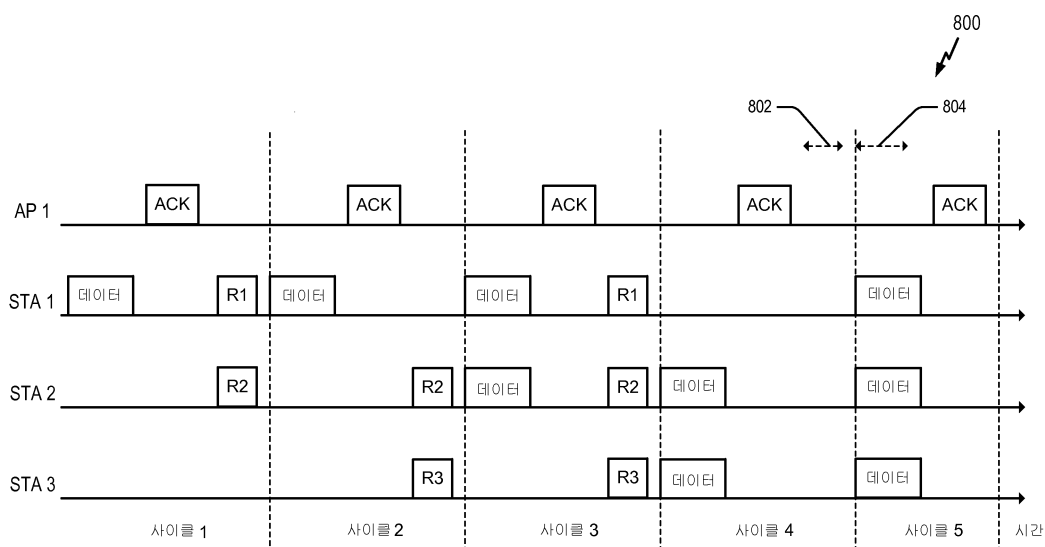 800
802
804
AP 1
ACK
ACK
ACK
ACK
ACK
STA 1
데이터
R1
데이터
데이터
R1
데이터
STA 2
R2
R2
데이터
R2
데이터
데이터
STA 3
R3
R3
데이터
데이터
사이클 1
사이클 2
사이클 3
사이클 4
사이클 5
시간